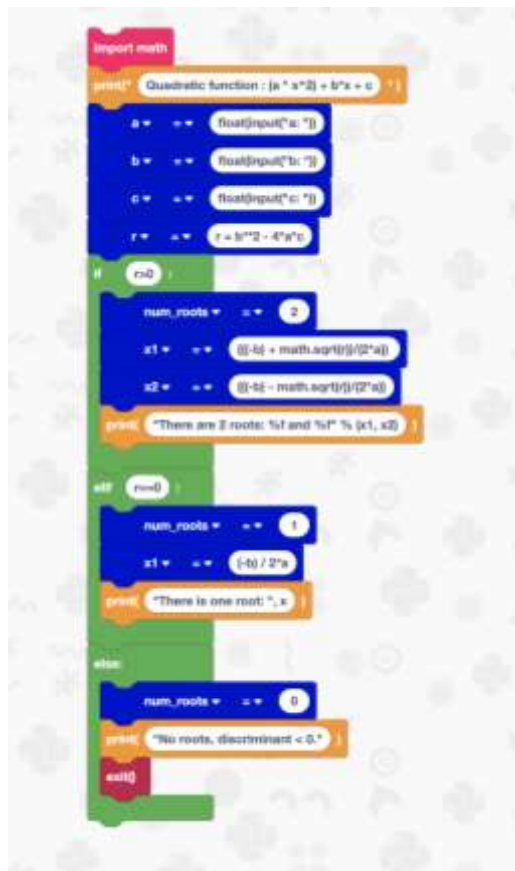 import math
print(" Quadratic function : (a * x^2) + b*x + c ")
a = float(input("a: "))
b = float(input("b: "))
c = float(input("c: "))
r = r = b**2 - 4*a*c
if r>0 :
num_roots = 2
x1 = (((-b) + math.sqrt(r))/(2*a))
x2 = (((-b) - math.sqrt(r))/(2*a))
print( "There are 2 roots: %f and %f" % (x1, x2) )
elif r==0 :
num_roots = 1
x1 = (-b) / 2*a
print( "There is one root: ", x )
else:
num_roots = 0
print( "No roots, discriminant < 0." )
exit()